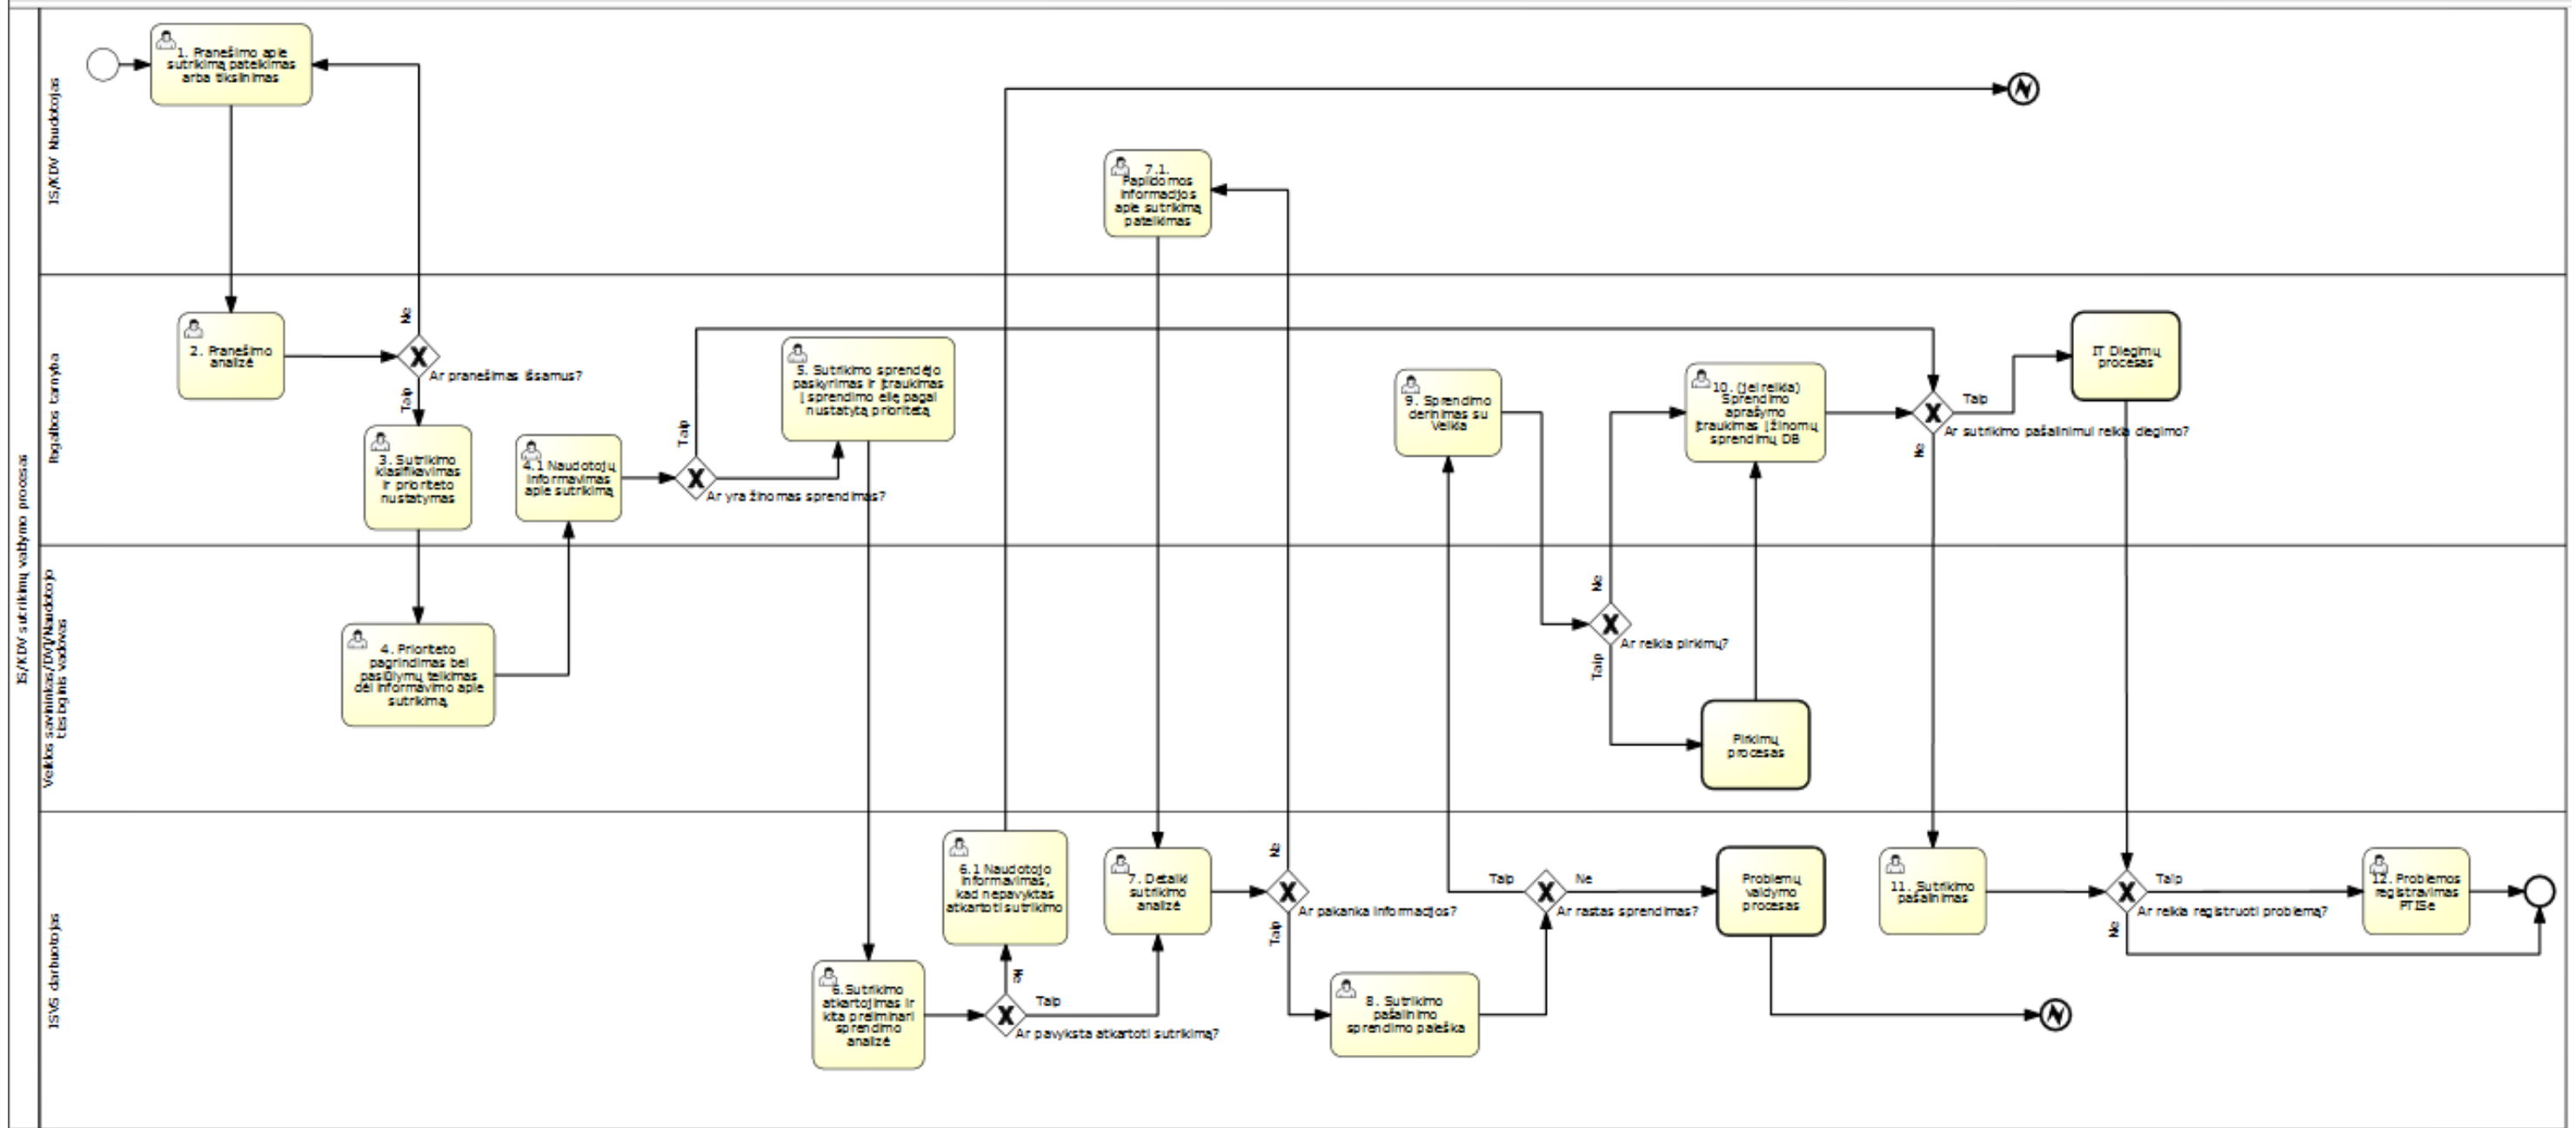 IS/KDV sutrikimų valdymo procesas
IS/KDV Naudotojas
1. Pranešimo apie
sutrikimą pateikimas
arba tikslinimas
7.1.
Papildomos
informacijos
apie sutrikimą
pateikimas
Pagalbos tarnyba
2. Pranešimo
analizė
Ne
Ar pranešimas išsamus?
Taip
3. Sutrikimo
klasifikavimas
ir prioriteto
nustatymas
4.1 Naudotojų
informavimas
apie sutrikimą
Taip
Ar yra žinomas sprendimas?
5. Sutrikimo sprendėjo
paskyrimas ir įtraukimas
į sprendimo eilę pagal
nustatytą prioritetą
9. Sprendimo
derinimas su
Veikla
10. (jei reikia)
Sprendimo
aprašymo
įtraukimas į žinomų
sprendimų DB
Taip
Ar sutrikimo pašalinimui reikia diegimo?
Ne
IT Diegimų
procesas
Veiklos savininkas/DVJ/Naudotojo
tiesioginis vadovas
4. Prioriteto
pagrindimas bei
pasiūlymų teikimas
dėl informavimo apie
sutrikimą
Ne
Ar reikia pirkimų?
Taip
Pirkimų
procesas
ISVS darbuotojas
6.Sutrikimo
atkartojimas ir
kita preliminari
sprendimo
analizė
6.1 Naudotojo
informavimas,
kad nepavyktas
atkartoti sutrikimo
Ne
Taip
Ar pavyksta atkartoti sutrikimą?
7. Detalki
sutrikimo
analizė
Ne
Ar pakanka informacijos?
Taip
8. Sutrikimo
pašalinimo
sprendimo paieška
Taip
Ne
Ar rastas sprendimas?
Problemų
valdymo
procesas
11. Sutrikimo
pašalinimas
Taip
Ar reikia registruoti problemą?
Ne
12. Problemos
registravimas
PTISe